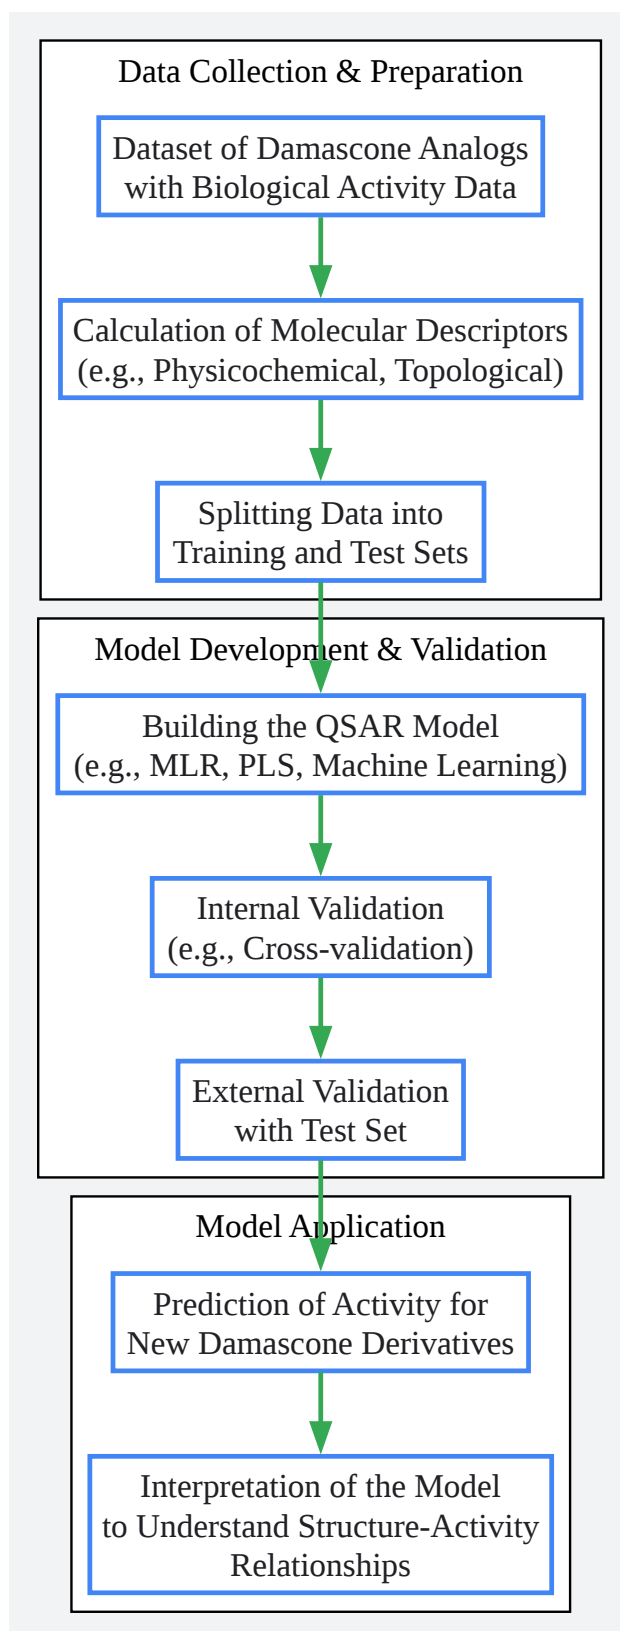 Data Collection & Preparation
Dataset of Damascone Analogs
with Biological Activity Data
Calculation of Molecular Descriptors
(e.g., Physicochemical, Topological)
Splitting Data into
Training and Test Sets
Model Development & Validation
Building the QSAR Model
(e.g., MLR, PLS, Machine Learning)
Internal Validation
(e.g., Cross-validation)
External Validation
with Test Set
Model Application
Prediction of Activity for
New Damascone Derivatives
Interpretation of the Model
to Understand Structure-Activity
Relationships